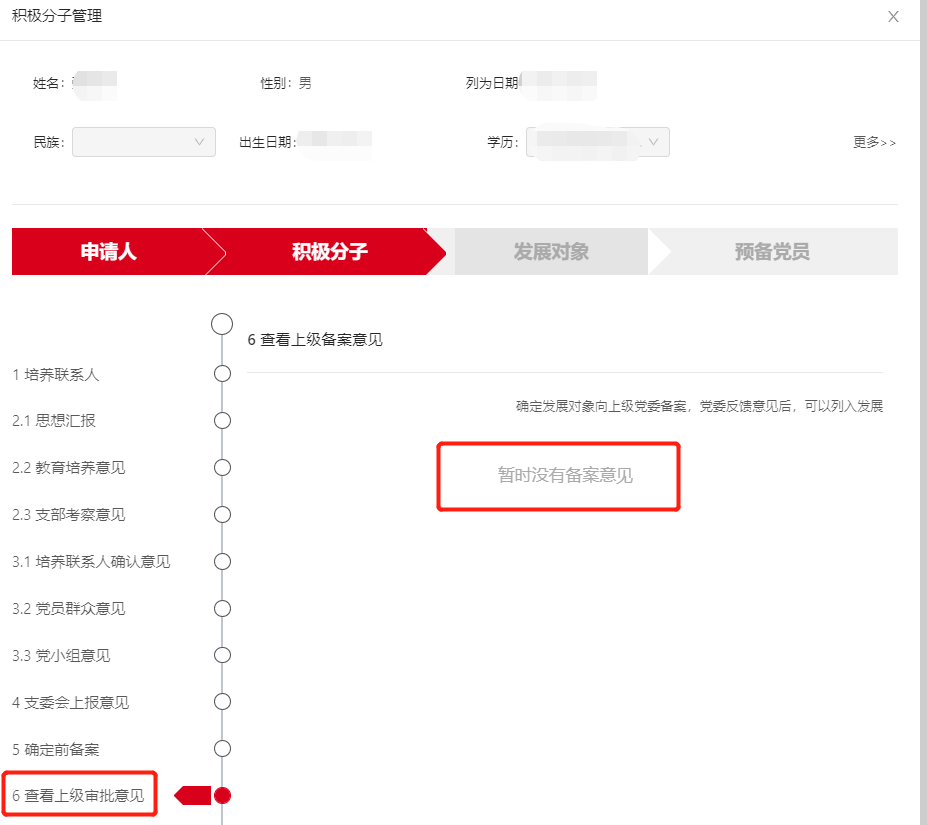 积极分子管理
姓名： 性别：男 列为日期
民族： 出生日期： 学历： 更多>>
申请人 积极分子 发展对象 预备党员
6 查看上级备案意见
1 培养联系人
确定发展对象向上级党委备案，党委反馈意见后，可以列入发展
2.1 思想汇报
暂时没有备案意见
2.2 教育培养意见
2.3 支部考察意见
3.1 培养联系人确认意见
3.2 党员群众意见
3.3 党小组意见
4 支委会上报意见
5 确定前备案
6 查看上级审批意见